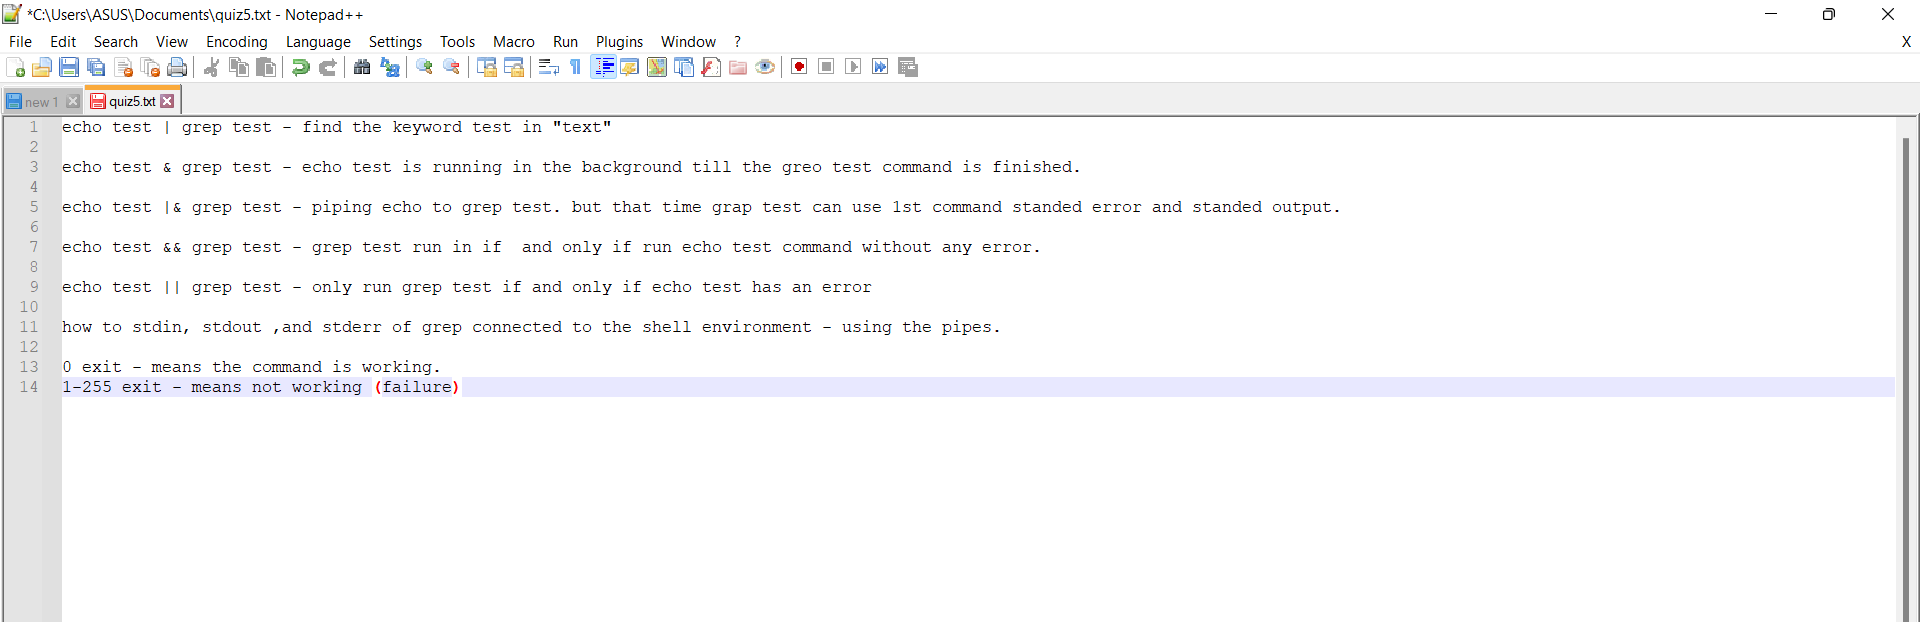 *C:\Users\ASUS\Documents\quiz5.txt - Notepad++
File Edit Search View Encoding Language Settings Tools Macro Run Plugins Window ?
X
new 1 quiz5.txt
1 echo test | grep test - find the keyword test in "text"
2
3 echo test & grep test - echo test is running in the background till the greo test command is finished.
4
5 echo test |& grep test - piping echo to grep test. but that time grap test can use 1st command standed error and standed output.
6
7 echo test && grep test - grep test run in if  and only if run echo test command without any error.
8
9 echo test || grep test - only run grep test if and only if echo test has an error
10
11 how to stdin, stdout ,and stderr of grep connected to the shell environment - using the pipes.
12
13 0 exit - means the command is working.
14 1-255 exit - means not working (failure)